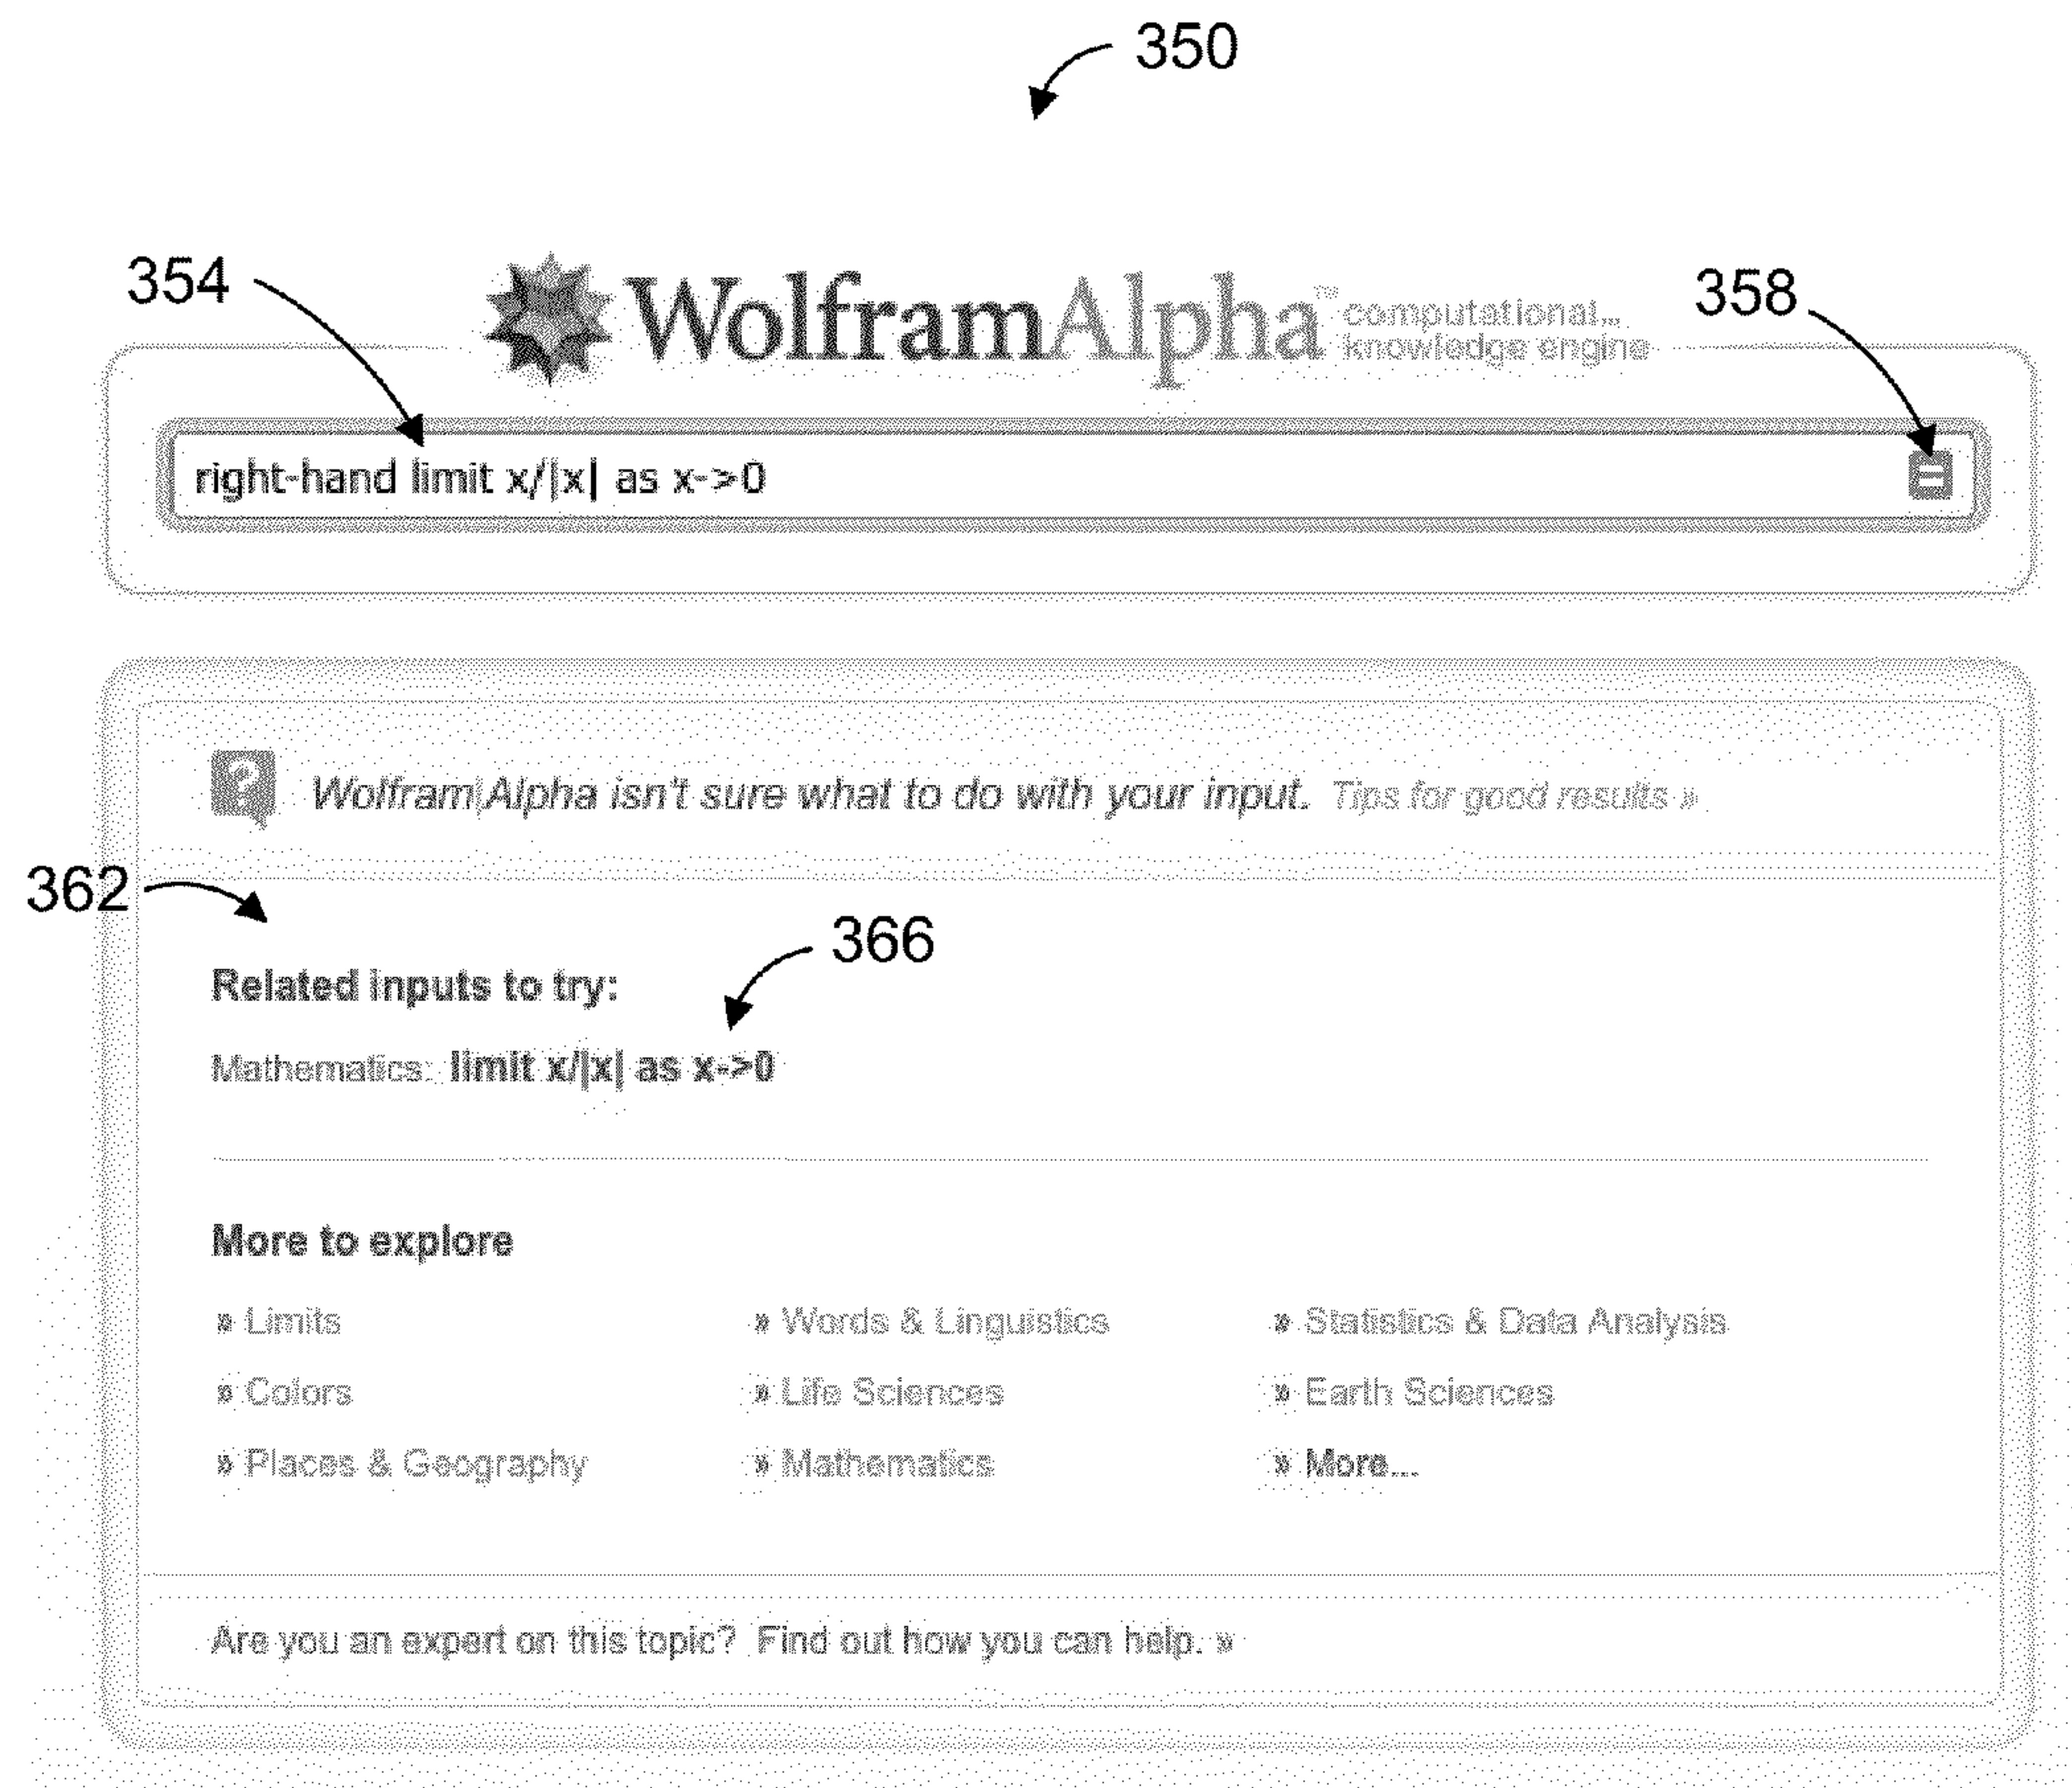 350
354
WolframAlpha™ computational...
knowledge engine
358
right-hand limit x/|x| as x->0
Wolfram|Alpha isn't sure what to do with your input. Tips for good results »
362
366
Related inputs to try:
Mathematics: limit x/|x| as x->0
More to explore
» Limits » Words & Linguistics » Statistics & Data Analysis
» Colors » Life Sciences » Earth Sciences
» Places & Geography » Mathematics » More...
Are you an expert on this topic? Find out how you can help. »